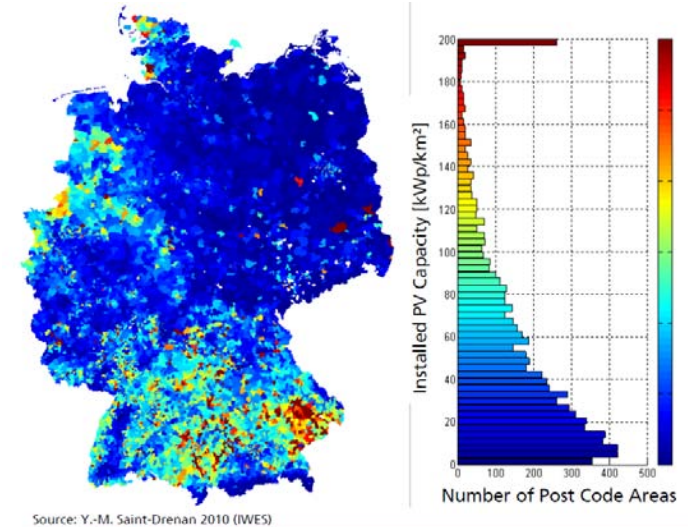 Installed PV Capacity [kWp/km²]
200
180
160
140
120
100
80
60
40
20
0
0 100 200 300 400 500
Number of Post Code Areas
Source: Y.-M. Saint-Drenan 2010 (IWES)